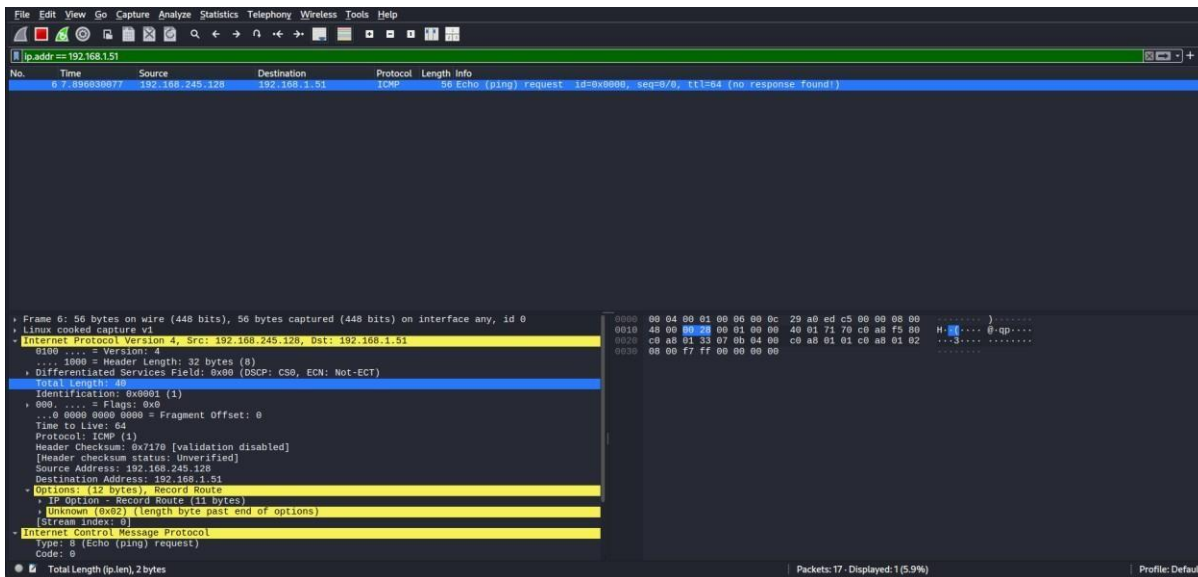 File Edit View Go Capture Analyze Statistics Telephony Wireless Tools Help
ip.addr == 192.168.1.51
No. Time Source Destination Protocol Length Info
6 7.896030077 192.168.245.128 192.168.1.51 ICMP 56 Echo (ping) request id=0x0000, seq=0/0, ttl=64 (no response found!)
Frame 6: 56 bytes on wire (448 bits), 56 bytes captured (448 bits) on interface any, id 0
Linux cooked capture v1
Internet Protocol Version 4, Src: 192.168.245.128, Dst: 192.168.1.51
0100 .... = Version: 4
.... 1000 = Header Length: 32 bytes (8)
Differentiated Services Field: 0x00 (DSCP: CS0, ECN: Not-ECT)
Total Length: 40
Identification: 0x0001 (1)
000. .... = Flags: 0x0
...0 0000 0000 0000 = Fragment Offset: 0
Time to Live: 64
Protocol: ICMP (1)
Header Checksum: 0x7170 [validation disabled]
[Header checksum status: Unverified]
Source Address: 192.168.245.128
Destination Address: 192.168.1.51
Options: (12 bytes), Record Route
IP Option - Record Route (11 bytes)
Unknown (0x02) (length byte past end of options)
[Stream index: 0]
Internet Control Message Protocol
Type: 8 (Echo (ping) request)
Code: 0
0000 00 04 00 01 00 06 00 0c 29 a0 ed c5 00 00 08 00 ........ ).......
0010 48 00 00 28 00 01 00 00 40 01 71 70 c0 a8 f5 80 H··(···· @·qp····
0020 c0 a8 01 33 07 0b 04 00 c0 a8 01 01 c0 a8 01 02 ···3···· ········
0030 08 00 f7 ff 00 00 00 00 ········
Total Length (ip.len), 2 bytes Packets: 17 · Displayed: 1 (5.9%) Profile: Defau